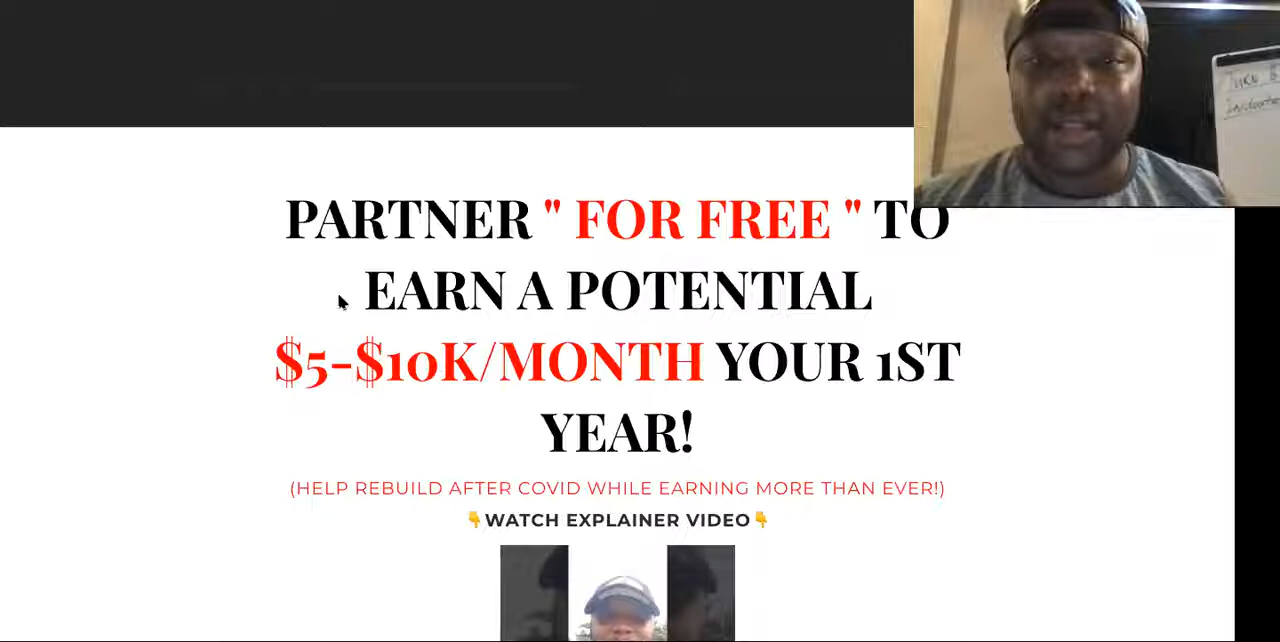 PARTNER " FOR FREE " TO
EARN A POTENTIAL
$5-$10K/MONTH YOUR 1ST
YEAR!
(HELP REBUILD AFTER COVID WHILE EARNING MORE THAN EVER!)
👇WATCH EXPLAINER VIDEO👇
TURN